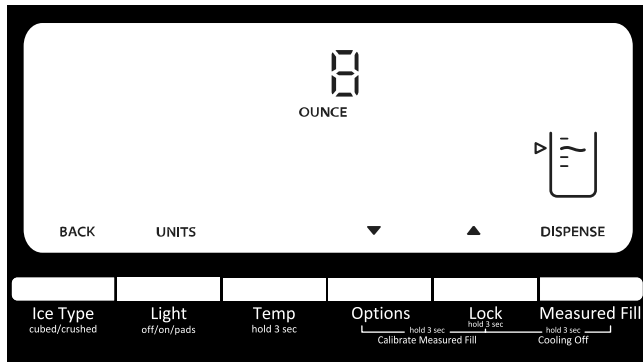 8
OUNCE
BACK UNITS ▼ ▲ DISPENSE
Ice Type Light Temp Options Lock Measured Fill
cubed/crushed off/on/pads hold 3 sec hold 3 sec
hold 3 sec hold 3 sec
Calibrate Measured Fill Cooling Off